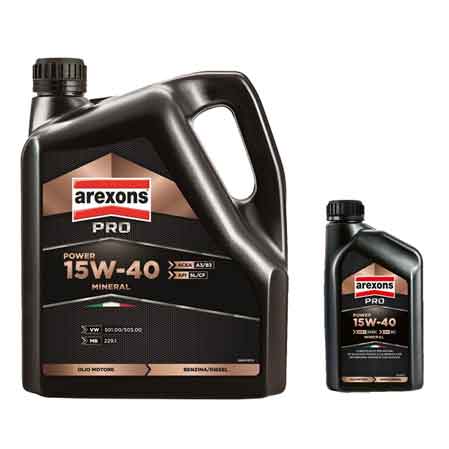 arexons
PRO
POWER
15W-40
MINERAL
ACEA A3/B3
API SL/CF
VW 501.00/505.00
MB 229.1
OLIO MOTORE
BENZINA/DIESEL
arexons
PRO
POWER
15W-40
MINERAL